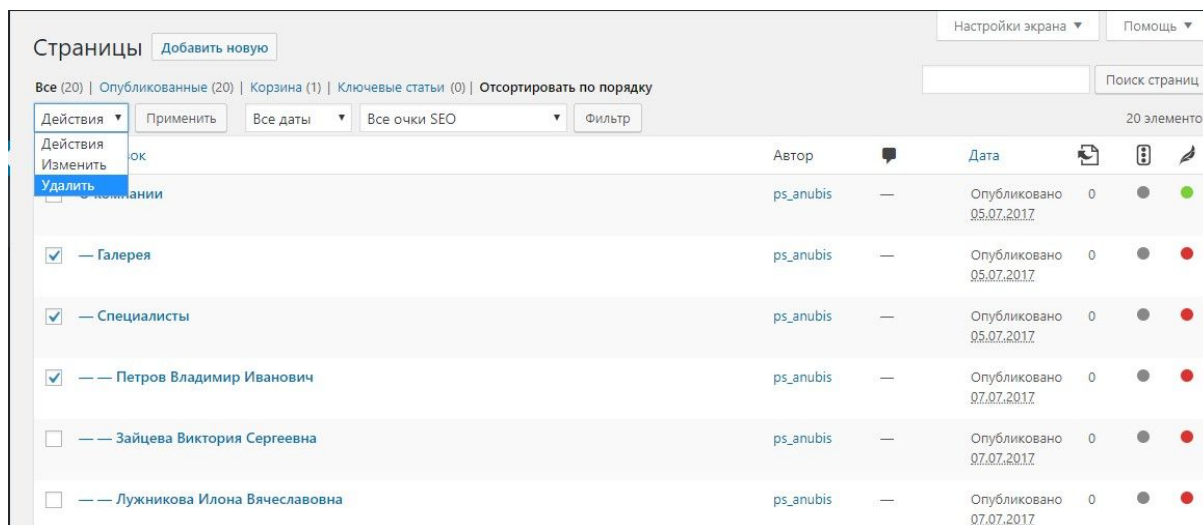 Настройки экрана ▼ Помощь ▼
Страницы Добавить новую
Все (20) | Опубликованные (20) | Корзина (1) | Ключевые статьи (0) | Отсортировать по порядку
Поиск страниц
Действия ▼ Применить Все даты ▼ Все очки SEO ▼ Фильтр 20 элементо
Действия
Изменить
Удалить
ок Автор Дата
О компании ps_anubis — Опубликовано 0
05.07.2017
— Галерея ps_anubis — Опубликовано 0
05.07.2017
— Специалисты ps_anubis — Опубликовано 0
05.07.2017
— — Петров Владимир Иванович ps_anubis — Опубликовано 0
07.07.2017
— — Зайцева Виктория Сергеевна ps_anubis — Опубликовано 0
07.07.2017
— — Лужникова Илона Вячеславовна ps_anubis — Опубликовано 0
07.07.2017